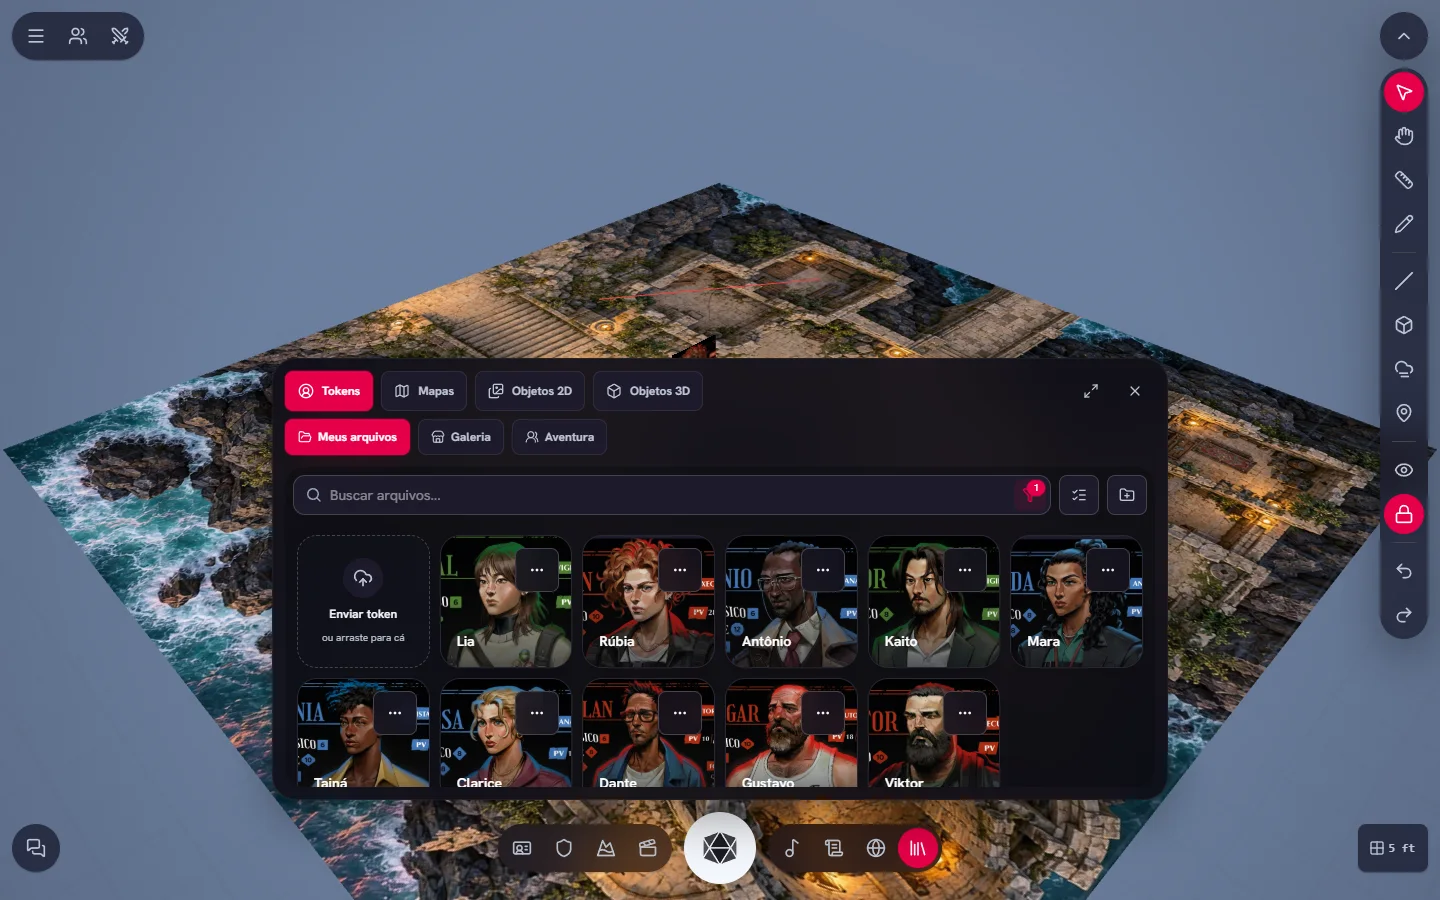 Tokens
Mapas
Objetos 2D
Objetos 3D
Meus arquivos
Galeria
Aventura
Buscar arquivos...
1
Enviar token
ou arraste para cá
Lia
Rúbia
Antônio
Kaito
Mara
Tainá
Clarice
Dante
Gustavo
Viktor
5 ft